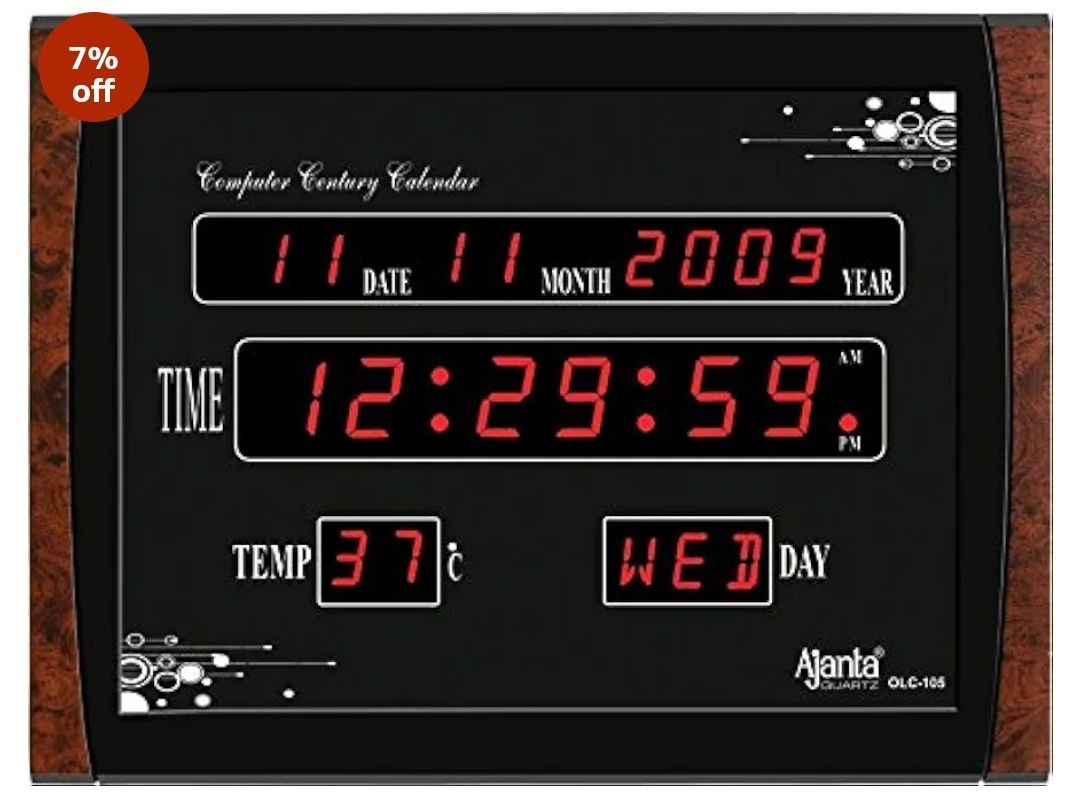 7%
off
Computer Century Calendar
11 DATE 11 MONTH 2009 YEAR
TIME 12:29:59. AM
PM
TEMP 37 °C WED DAY
Ajanta®
QUARTZ OLC-105